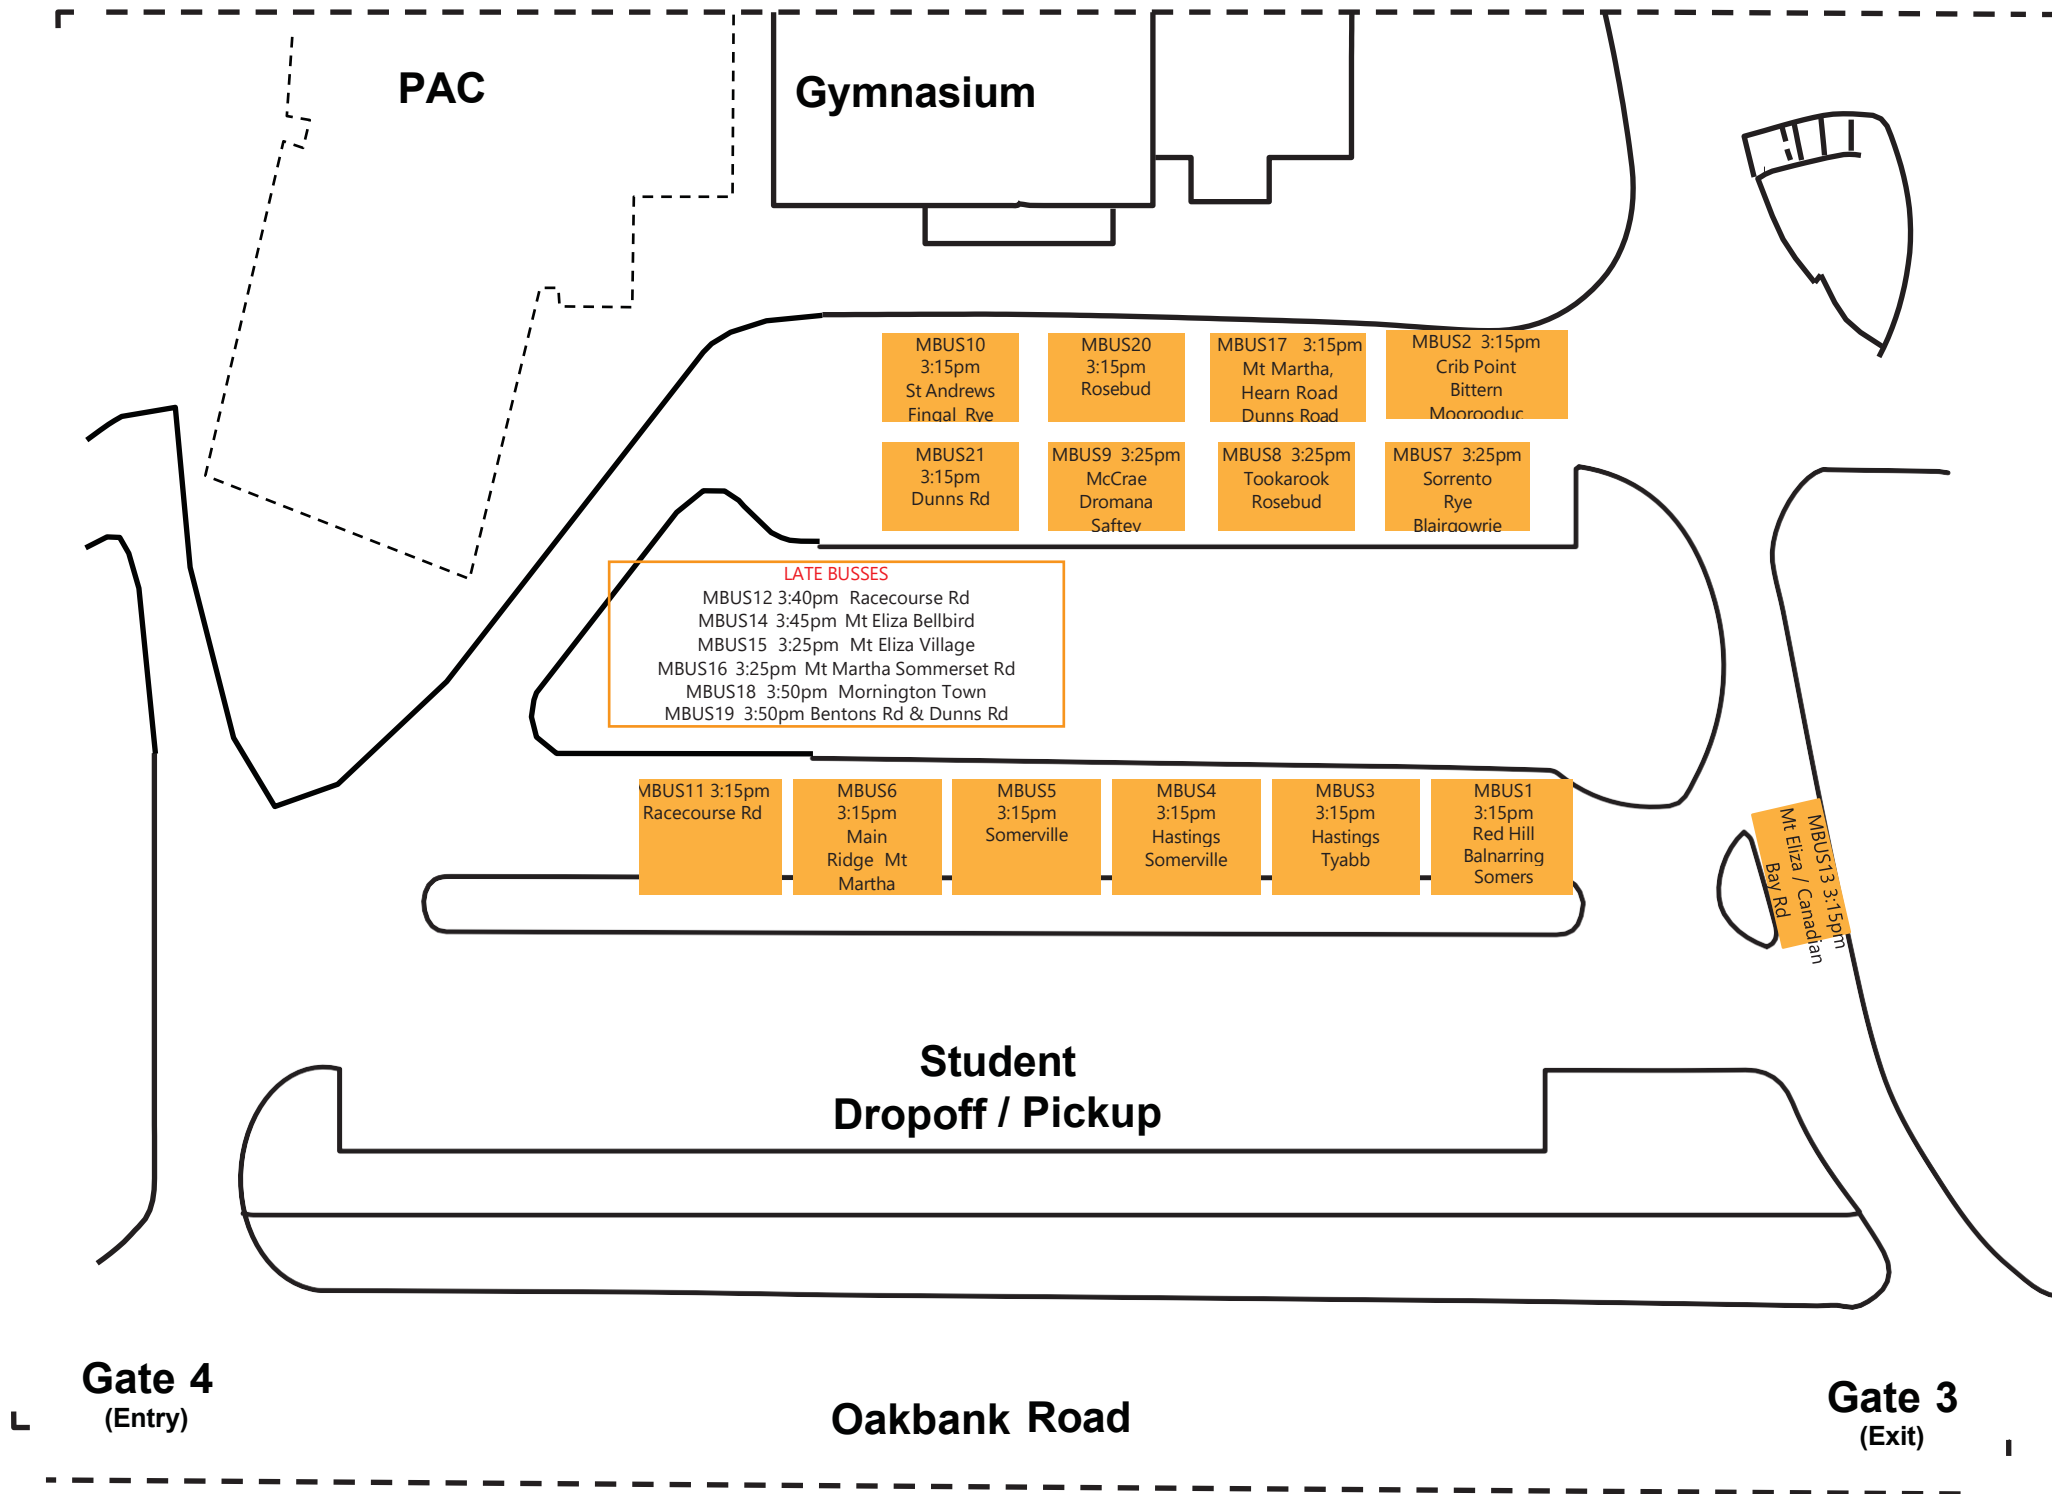 PAC
Gymnasium
MBUS10
3:15pm
St Andrews
Fingal Rye
MBUS20
3:15pm
Rosebud
MBUS17 3:15pm
Mt Martha,
Hearn Road
Dunns Road
MBUS2 3:15pm
Crib Point
Bittern
Moorooduc
MBUS21
3:15pm
Dunns Rd
MBUS9 3:25pm
McCrae
Dromana
Saftey
MBUS8 3:25pm
Tookarook
Rosebud
MBUS7 3:25pm
Sorrento
Rye
Blairgowrie
LATE BUSSES
MBUS12 3:40pm Racecourse Rd
MBUS14 3:45pm Mt Eliza Bellbird
MBUS15 3:25pm Mt Eliza Village
MBUS16 3:25pm Mt Martha Sommerset Rd
MBUS18 3:50pm Mornington Town
MBUS19 3:50pm Bentons Rd & Dunns Rd
MBUS11 3:15pm
Racecourse Rd
MBUS6
3:15pm
Main
Ridge Mt
Martha
MBUS5
3:15pm
Somerville
MBUS4
3:15pm
Hastings
Somerville
MBUS3
3:15pm
Hastings
Tyabb
MBUS1
3:15pm
Red Hill
Balnarring
Somers
MBUS13 3:15pm
Mt Eliza / Canadian
Bay Rd
Student
Dropoff / Pickup
Gate 4
(Entry)
Oakbank Road
Gate 3
(Exit)